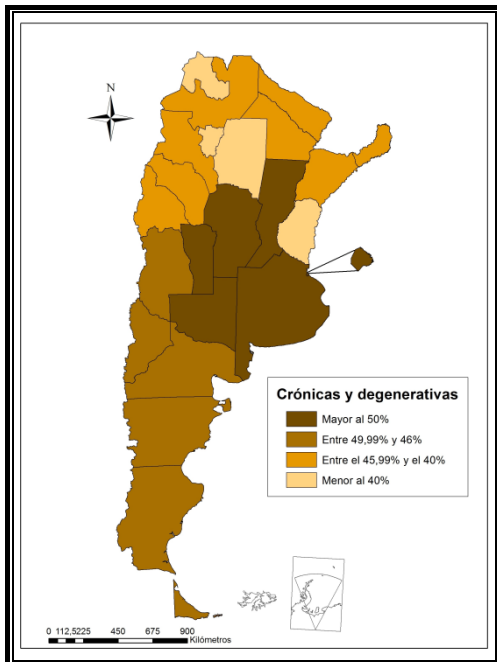 N
Crónicas y degenerativas
Mayor al 50%
Entre 49,99% y 46%
Entre el 45,99% y el 40%
Menor al 40%
0 112,5225 450 675 900
Kilómetros